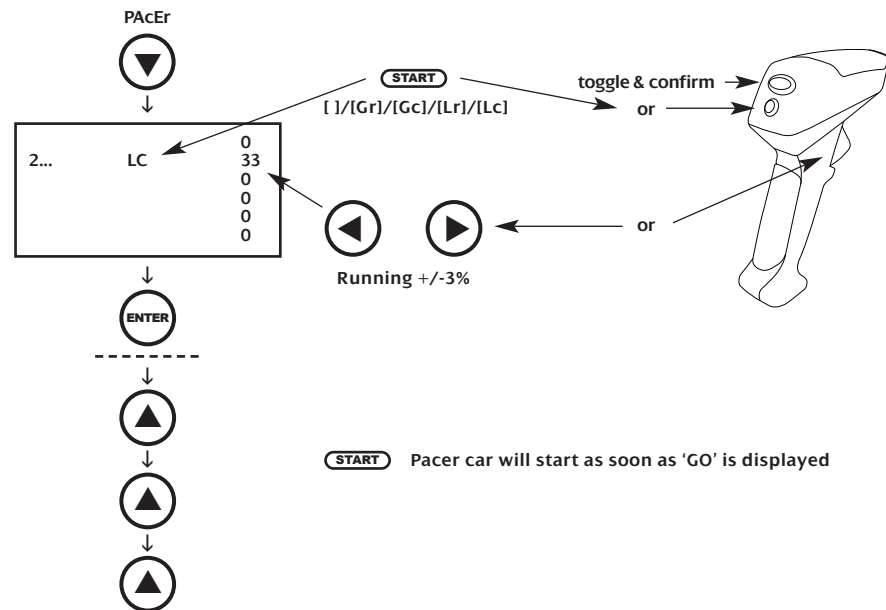 PAcEr
START
[ ]/[Gr]/[Gc]/[Lr]/[Lc]
toggle & confirm
or
0
2... LC 33
0
0
0
0
or
Running +/-3%
ENTER
START Pacer car will start as soon as ‘GO’ is displayed